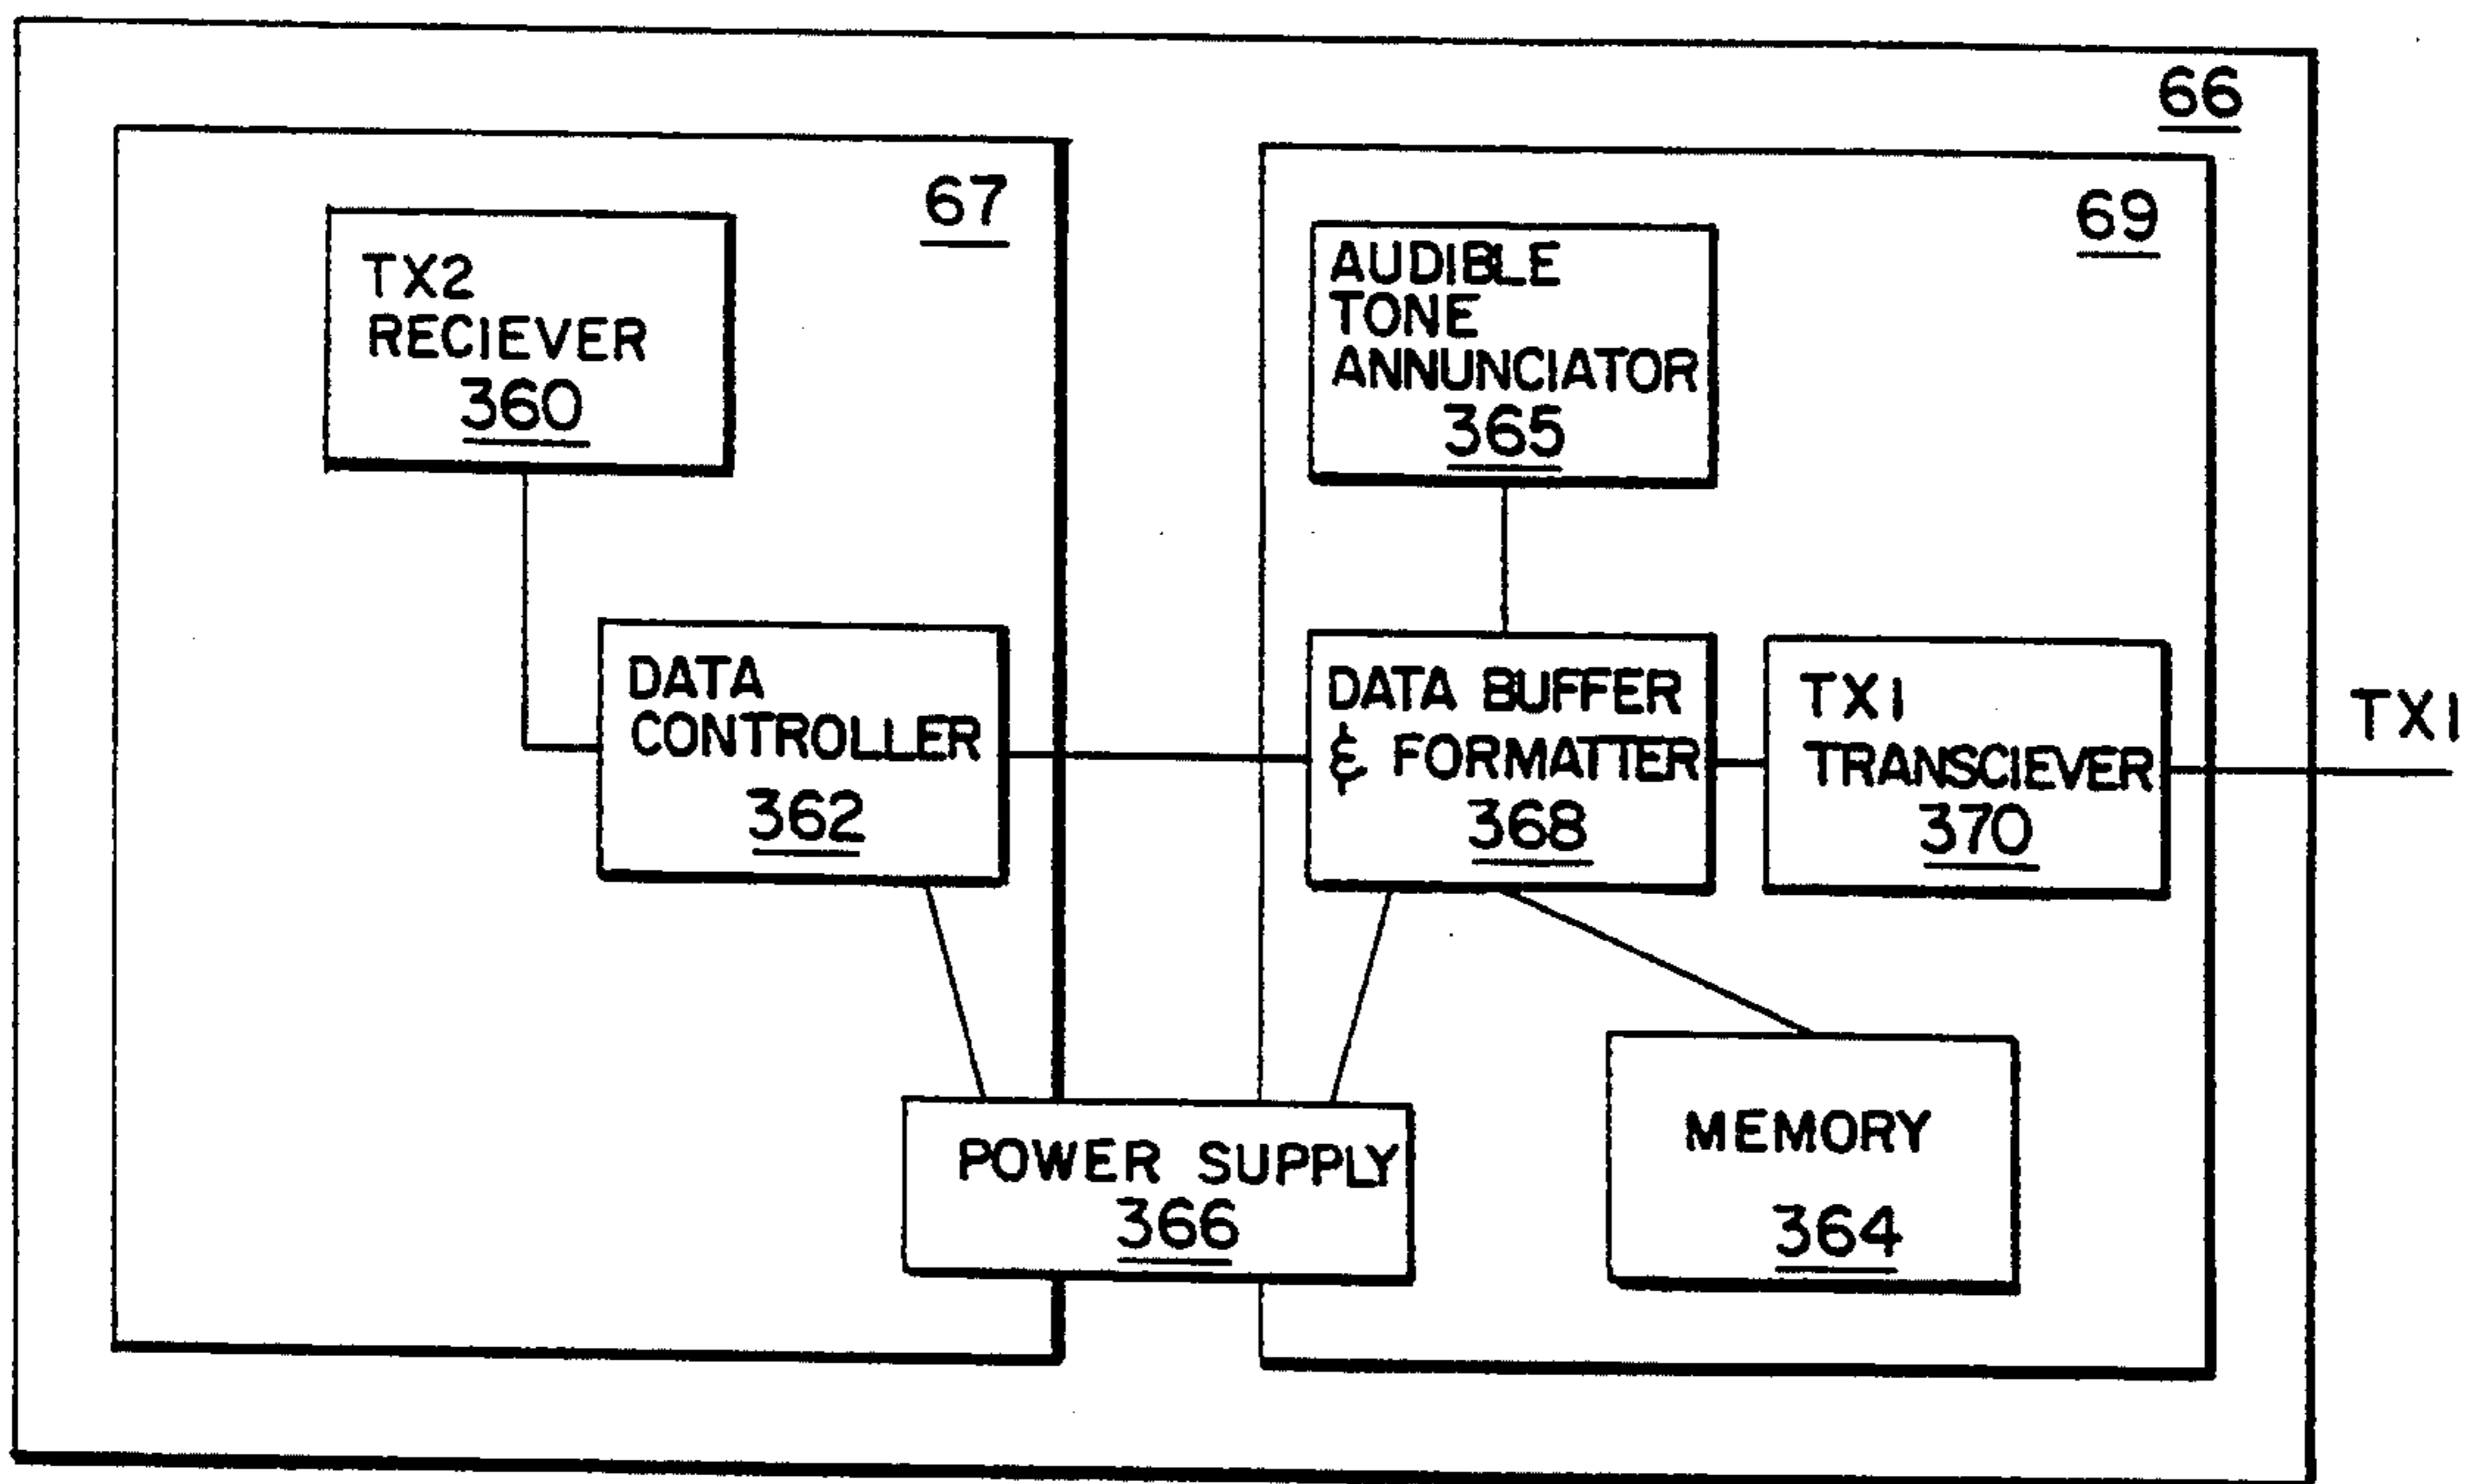 66
67
TX2
RECIEVER
360
DATA
CONTROLLER
362
69
AUDIBLE
TONE
ANNUNCIATOR
365
DATA BUFFER
& FORMATTER
368
TX1
TRANSCIEVER
370
TX1
POWER SUPPLY
366
MEMORY
364